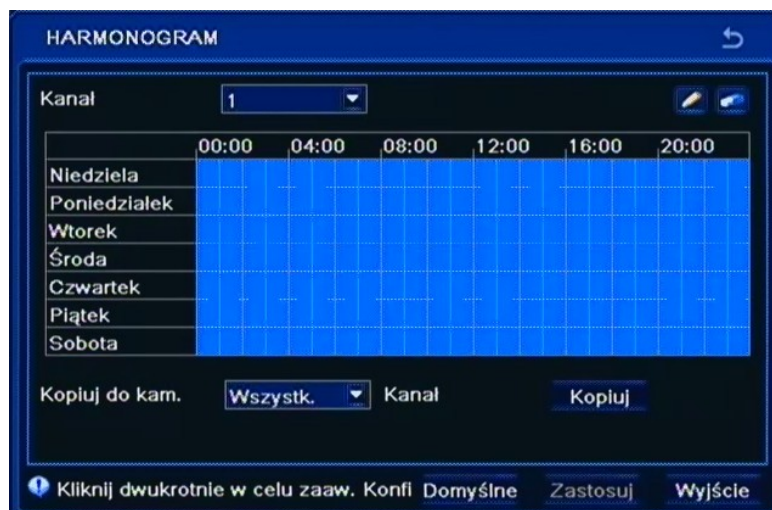 HARMONOGRAM
Kanał 1
00:00 04:00 08:00 12:00 16:00 20:00
Niedziela
Poniedziałek
Wtorek
Środa
Czwartek
Piątek
Sobota
Kopiuj do kam. Wszystk. Kanał Kopiuj
Kliknij dwukrotnie w celu zaaw. Konfi Domyślne Zastosuj Wyjście